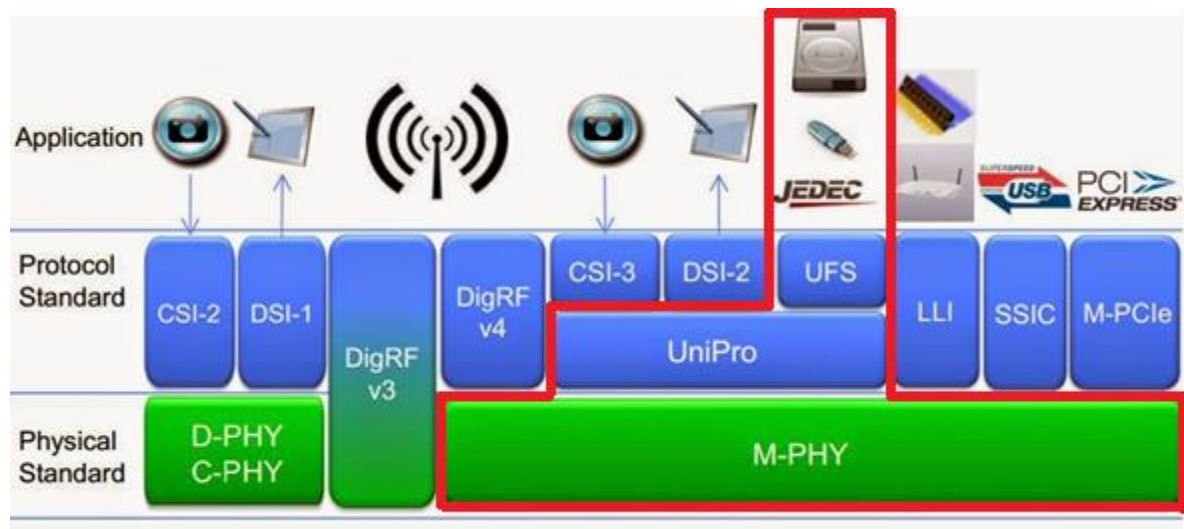 Application
JEDEC
SUPERSPEED
USB
PCI
EXPRESS
Protocol
Standard
CSI-2
DSI-1
DigRF
v3
DigRF
v4
CSI-3
DSI-2
UFS
UniPro
LLI
SSIC
M-PCIe
Physical
Standard
D-PHY
C-PHY
M-PHY